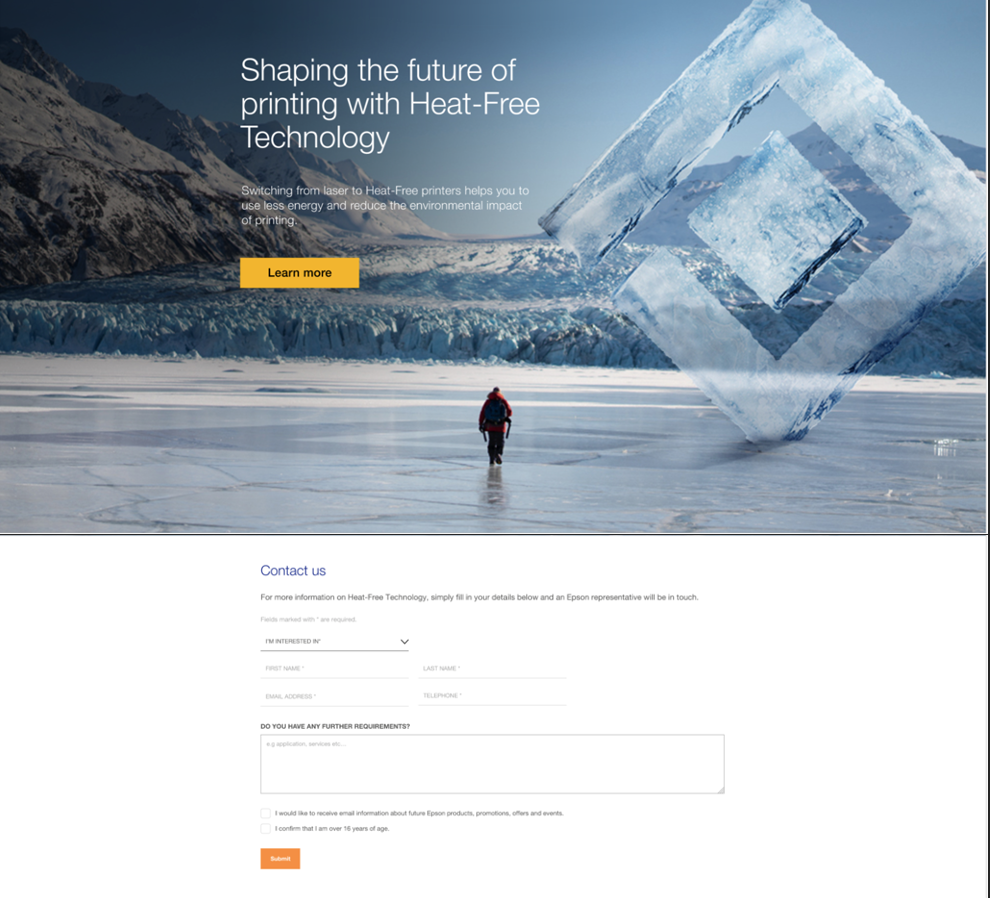 Shaping the future of
printing with Heat-Free
Technology
Switching from laser to Heat-Free printers helps you to
use less energy and reduce the environmental impact
of printing.
Learn more
Contact us
For more information on Heat-Free Technology, simply fill in your details below and an Epson representative will be in touch.
Fields marked with * are required.
I'M INTERESTED IN*
FIRST NAME * LAST NAME *
EMAIL ADDRESS * TELEPHONE *
DO YOU HAVE ANY FURTHER REQUIREMENTS?
e.g application, services etc...
I would like to receive email information about future Epson products, promotions, offers and events.
I confirm that I am over 16 years of age.
Submit